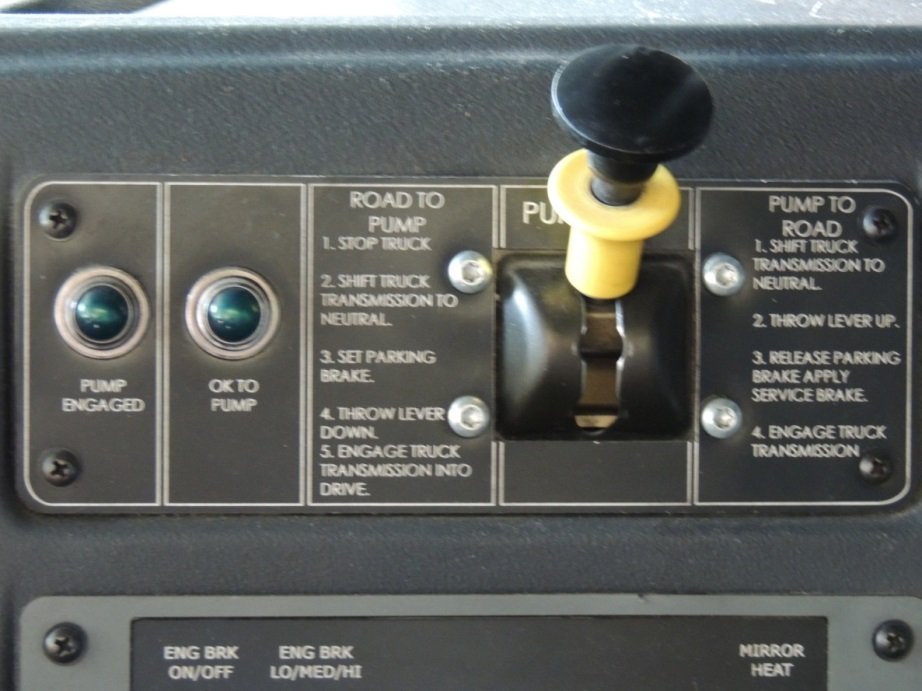 PUMP
ENGAGED
OK TO
PUMP
ROAD TO
PUMP
1. STOP TRUCK
2. SHIFT TRUCK
TRANSMISSION TO
NEUTRAL.
3. SET PARKING
BRAKE.
4. THROW LEVER
DOWN.
5. ENGAGE TRUCK
TRANSMISSION INTO
DRIVE.
PUMP TO
ROAD
1. SHIFT TRUCK
TRANSMISSION TO
NEUTRAL.
2. THROW LEVER UP.
3. RELEASE PARKING
BRAKE APPLY
SERVICE BRAKE.
4. ENGAGE TRUCK
TRANSMISSION
ENG BRK
ON/OFF
ENG BRK
LO/MED/HI
MIRROR
HEAT